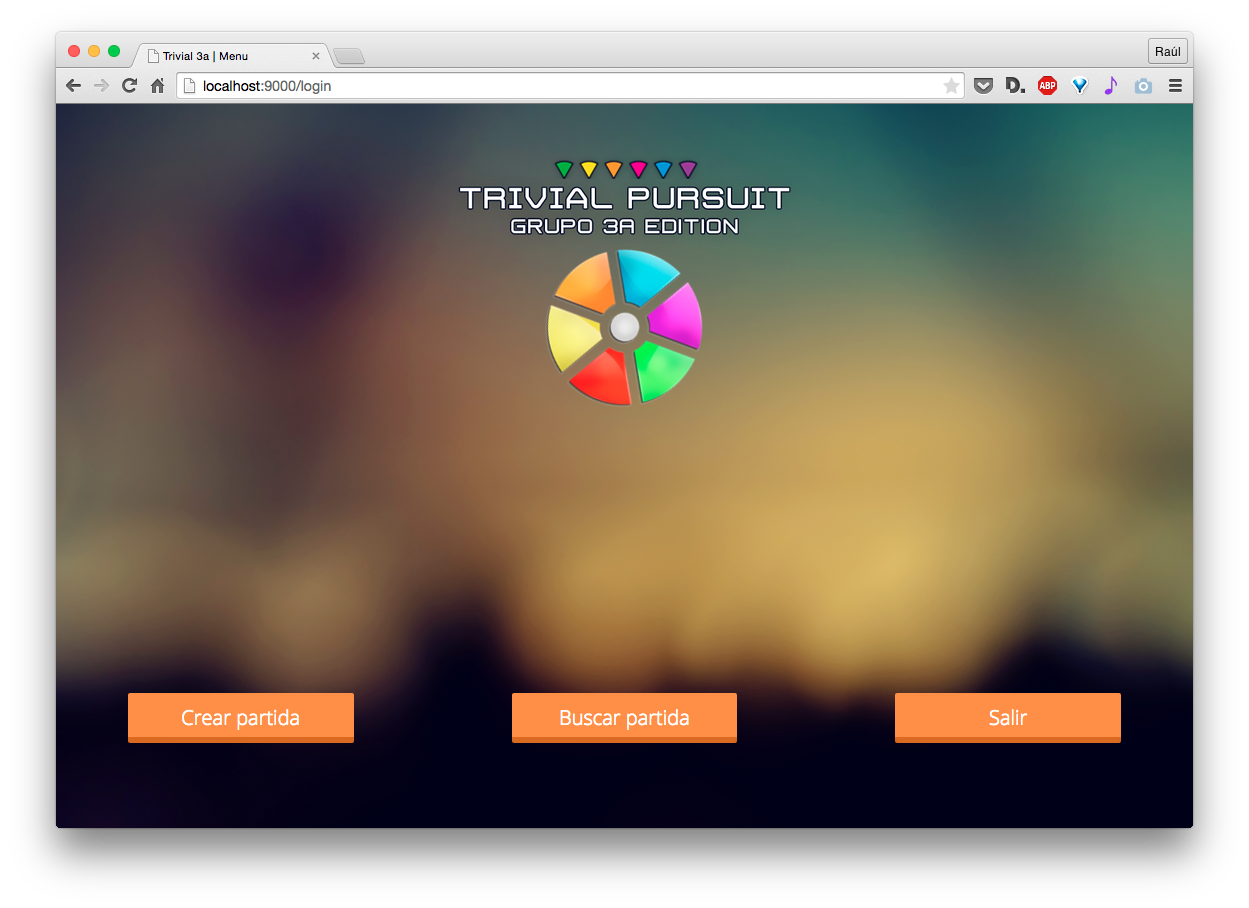 Trivial 3a | Menu
Raúl
localhost:9000/login
D.
ABP
TRIVIAL PURSUIT
GRUPO 3A EDITION
Crear partida
Buscar partida
Salir